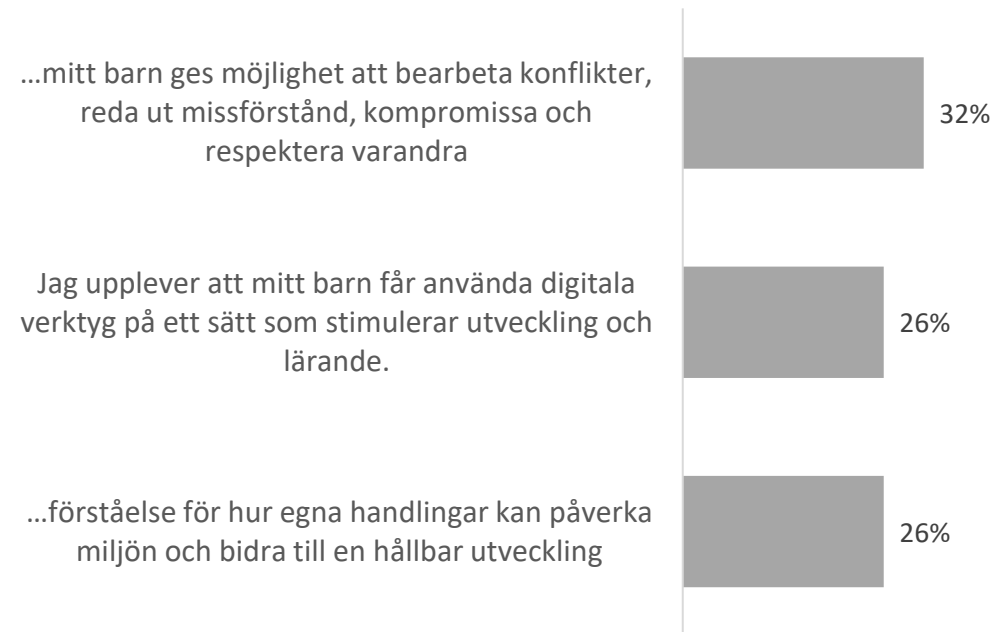 …mitt barn ges möjlighet att bearbeta konflikter,
reda ut missförstånd, kompromissa och
respektera varandra
32%
Jag upplever att mitt barn får använda digitala
verktyg på ett sätt som stimulerar utveckling och
lärande.
26%
…förståelse för hur egna handlingar kan påverka
miljön och bidra till en hållbar utveckling
26%